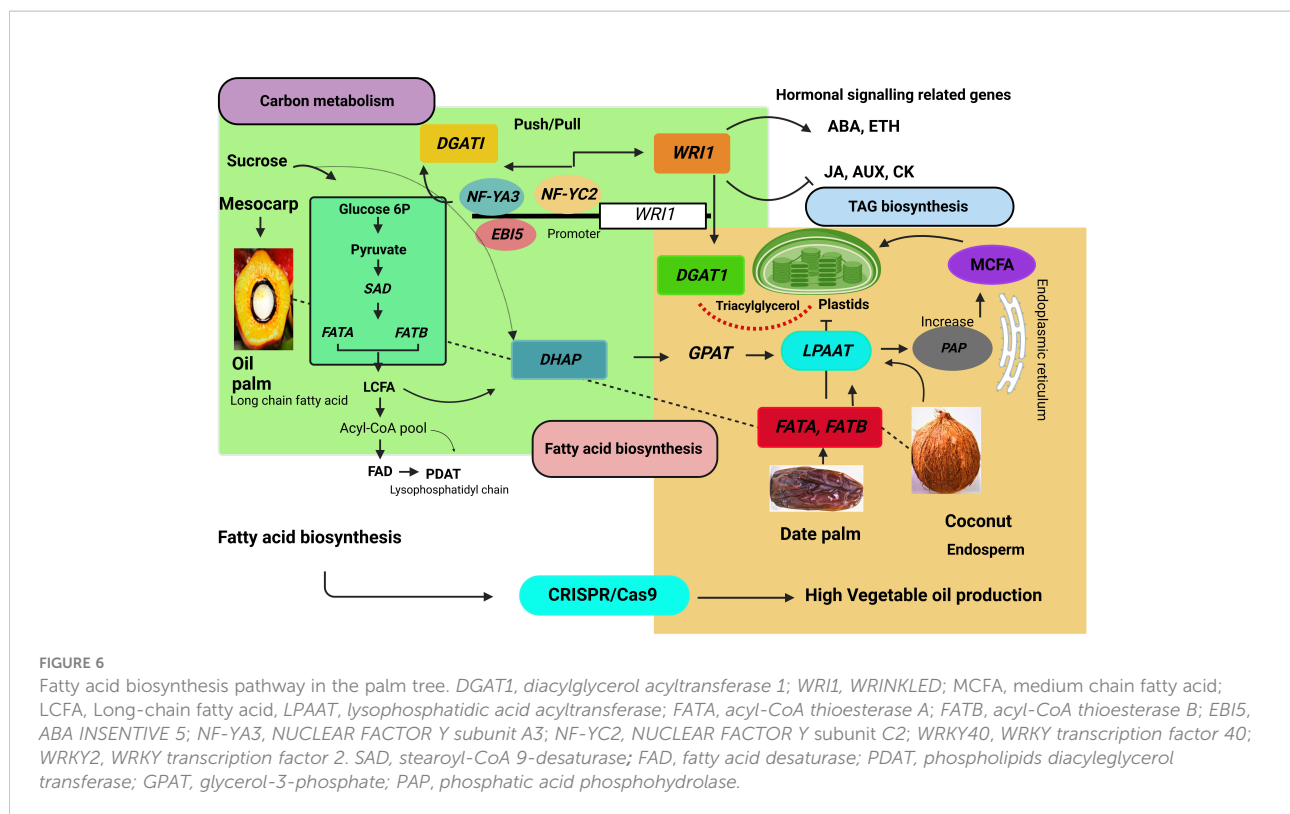 Carbon metabolism
Hormonal signalling related genes
ABA, ETH
Push/Pull
DGATI
WRI1
Sucrose
JA, AUX, CK
TAG biosynthesis
Mesocarp
NF-YA3
NF-YC2
WRI1
EBI5
Promoter
Glucose 6P
Pyruvate
SAD
FATA
FATB
Oil
palm
Long chain fatty acid
LCFA
Acyl-CoA pool
FAD
PDAT
Lysophosphatidyl chain
DHAP
GPAT
DGAT1
Triacylglycerol
Plastids
LPAAT
MCFA
Increase
PAP
Endoplasmic reticulum
FATA, FATB
Fatty acid biosynthesis
Date palm
Coconut
Endosperm
Fatty acid biosynthesis
CRISPR/Cas9
High Vegetable oil production
FIGURE 6
Fatty acid biosynthesis pathway in the palm tree. DGAT1, diacylglycerol acyltransferase 1; WRI1, WRINKLED; MCFA, medium chain fatty acid;
LCFA, Long-chain fatty acid, LPAAT, lysophosphatidic acid acyltransferase; FATA, acyl-CoA thioesterase A; FATB, acyl-CoA thioesterase B; EBI5,
ABA INSENTIVE 5; NF-YA3, NUCLEAR FACTOR Y subunit A3; NF-YC2, NUCLEAR FACTOR Y subunit C2; WRKY40, WRKY transcription factor 40;
WRKY2, WRKY transcription factor 2. SAD, stearoyl-CoA 9-desaturase; FAD, fatty acid desaturase; PDAT, phospholipids diacyleglycerol
transferase; GPAT, glycerol-3-phosphate; PAP, phosphatic acid phosphohydrolase.